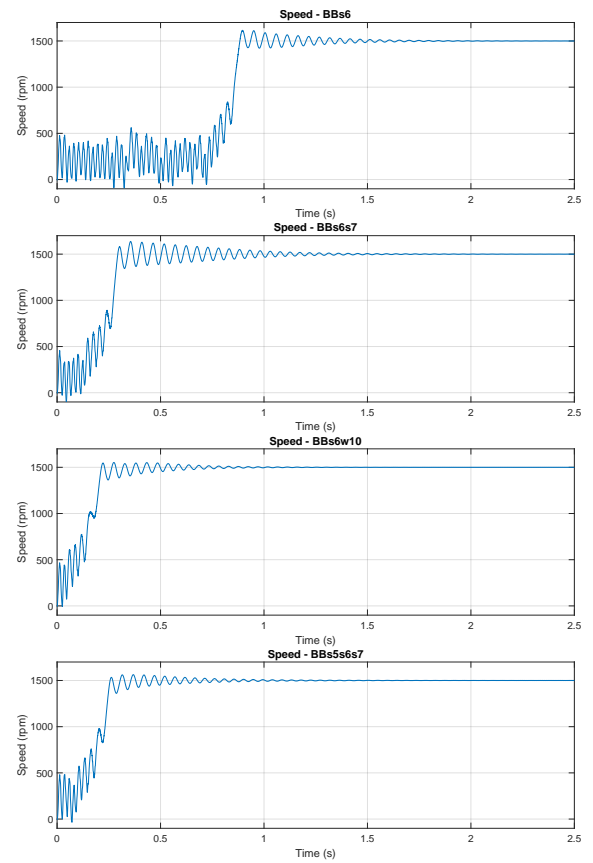 Speed - BBs6
1500
1000
500
0
Speed (rpm)
0 0.5 1 1.5 2 2.5
Time (s)
Speed - BBs6s7
1500
1000
500
0
Speed (rpm)
0 0.5 1 1.5 2 2.5
Time (s)
Speed - BBs6w10
1500
1000
500
0
Speed (rpm)
0 0.5 1 1.5 2 2.5
Time (s)
Speed - BBs5s6s7
1500
1000
500
0
Speed (rpm)
0 0.5 1 1.5 2 2.5
Time (s)